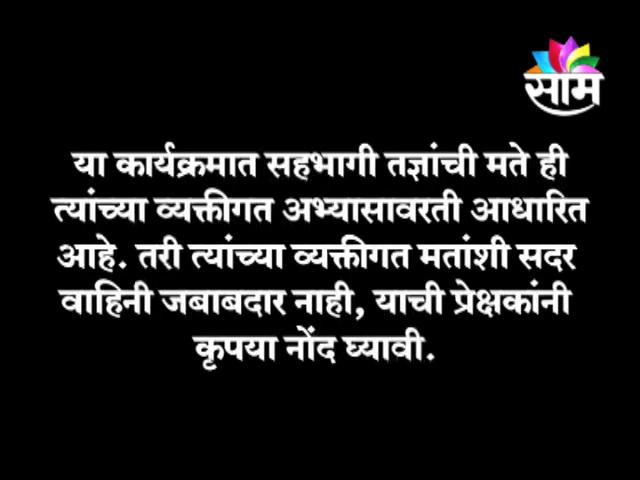 साम
या कार्यक्रमात सहभागी तज्ञांची मते ही
त्यांच्या व्यक्तीगत अभ्यासावरती आधारित
आहे. तरी त्यांच्या व्यक्तीगत मतांशी सदर
वाहिनी जबाबदार नाही, याची प्रेक्षकांनी
कृपया नोंद घ्यावी.